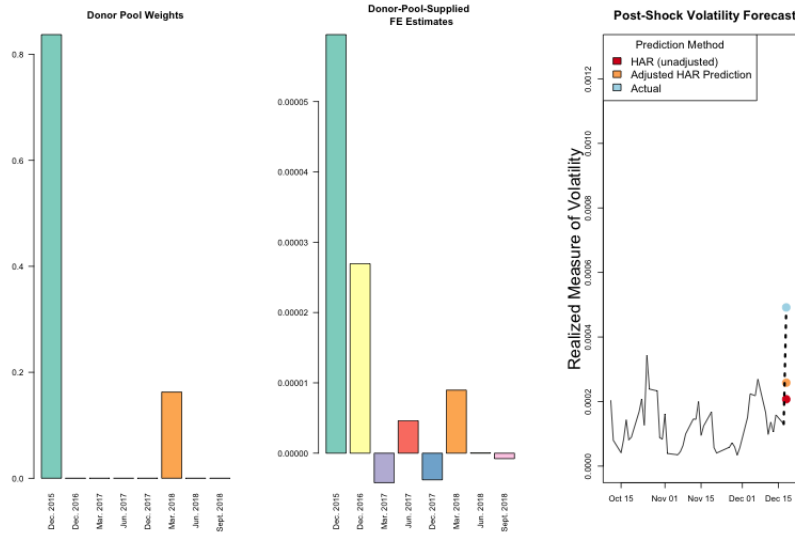 Donor Pool Weights
0.8
0.6
0.4
0.2
0.0
Dec. 2015
Dec. 2016
Mar. 2017
Jun. 2017
Dec. 2017
Mar. 2018
Jun. 2018
Sept. 2018
Donor-Pool-Supplied
FE Estimates
0.00005
0.00004
0.00003
0.00002
0.00001
0.00000
Dec. 2015
Dec. 2016
Mar. 2017
Jun. 2017
Dec. 2017
Mar. 2018
Jun. 2018
Sept. 2018
Post-Shock Volatility Forecast
Prediction Method
HAR (unadjusted)
Adjusted HAR Prediction
Actual
Realized Measure of Volatility
0.0012
0.0010
0.0008
0.0006
0.0004
0.0002
0.0000
Oct 15
Nov 01
Nov 15
Dec 01
Dec 15